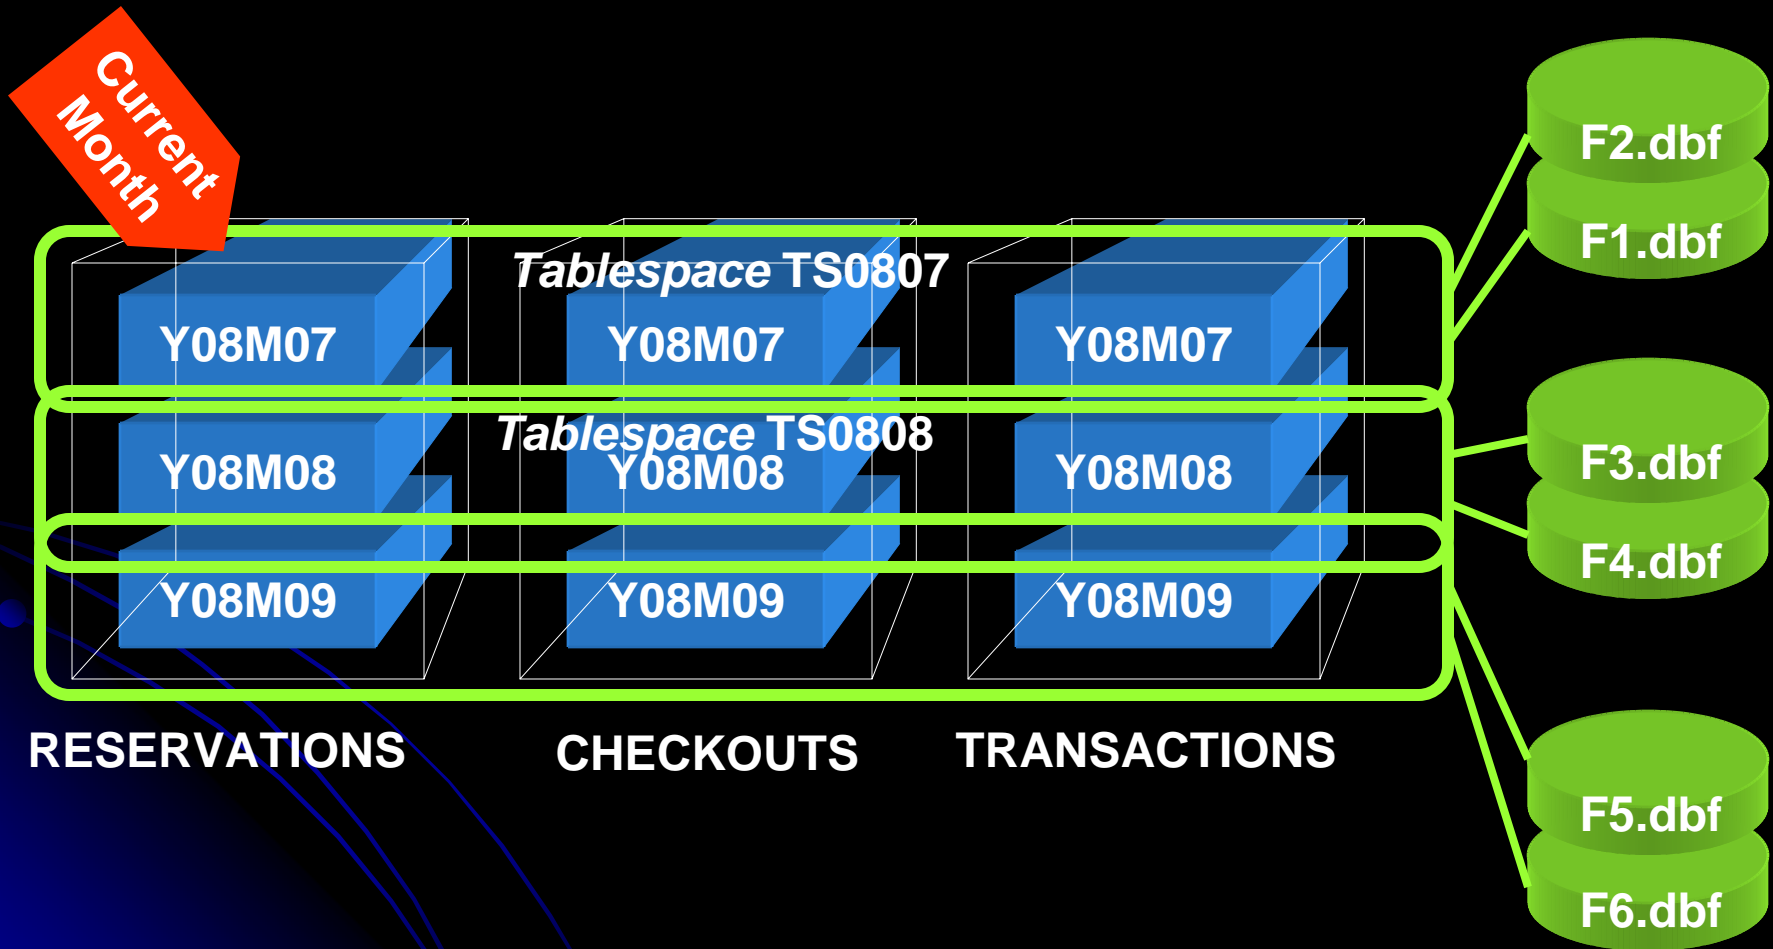 Current
Month
Tablespace TS0807
Y08M07 Y08M07 Y08M07
Tablespace TS0808
Y08M08 Y08M08 Y08M08
Y08M09 Y08M09 Y08M09
RESERVATIONS CHECKOUTS TRANSACTIONS
F2.dbf
F1.dbf
F3.dbf
F4.dbf
F5.dbf
F6.dbf